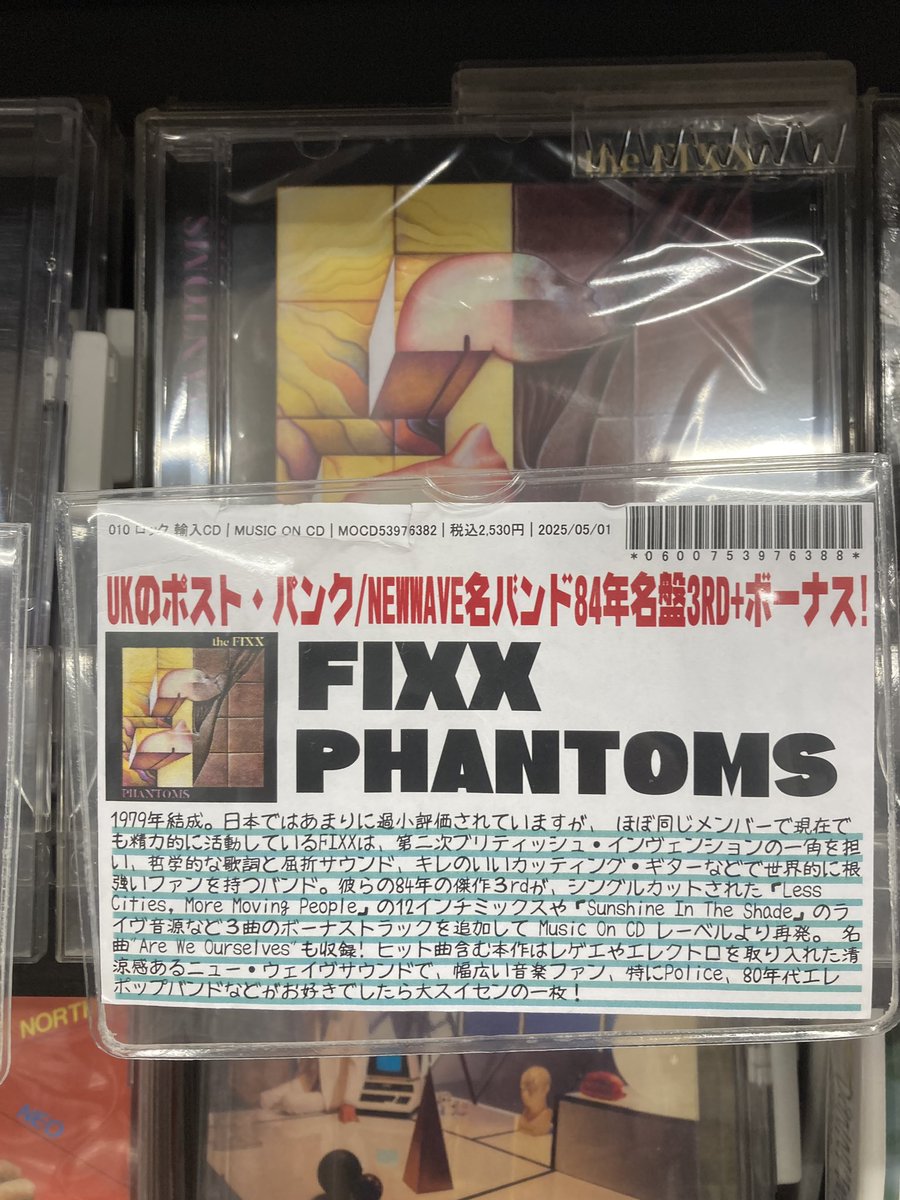 the FIXX
ANTOMS
010 ロック 輸入CD | MUSIC ON CD | MOCD53976382 | 税込2,530円 | 2025/05/01
*0600753976388*
UKのポスト・パンク/NEWWAVE名バンド84年名盤3RD+ボーナス!
the FIXX
PHANTOMS
FIXX
PHANTOMS
1979年結成。日本ではあまりに過小評価されていますが、ほぼ同じメンバーで現在で
も精力的に活動しているFIXXは、第二次ブリティッシュ・インヴェンションの一角を担
い、哲学的な歌詞と屈折サウンド、キレのいいカッティング・ギターなどで世界的に根
強いファンを持つバンド。彼らの84年の傑作3rdが、シングルカットされた「Less
Cities, More Moving People」の12インチミックスや「Sunshine In The Shade」のラ
イヴ音源など3曲のボーナストラックを追加して Music On CD レーベルより再発。名
曲"Are We Ourselves"も収録!ヒット曲含む本作はレゲエやエレクトロを取り入れた清
涼感あるニュー・ウェイヴサウンドで、幅広い音楽ファン、特にPolice、80年代エレ
ポップバンドなどがお好きでしたら大スイセンの一枚!
NORTH
NEO